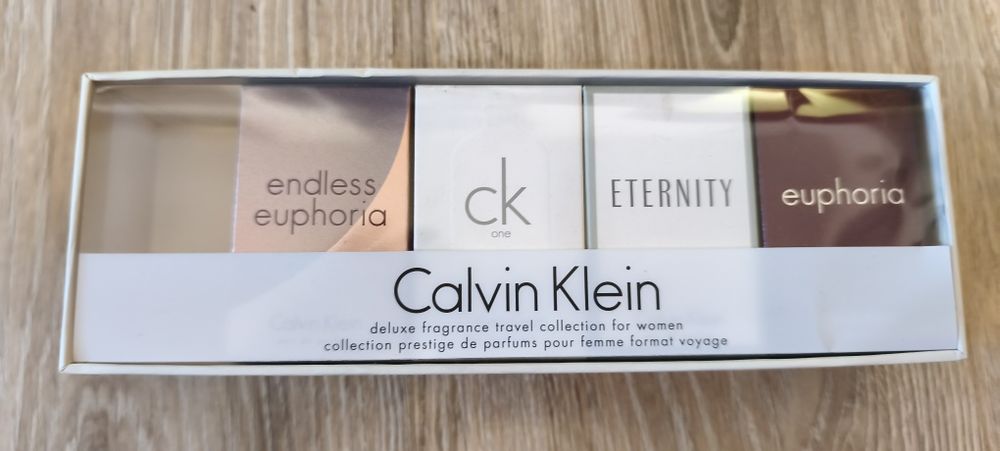 endless
euphoria
ck
one
ETERNITY
euphoria
Calvin Klein
deluxe fragrance travel collection for women
collection prestige de parfums pour femme format voyage